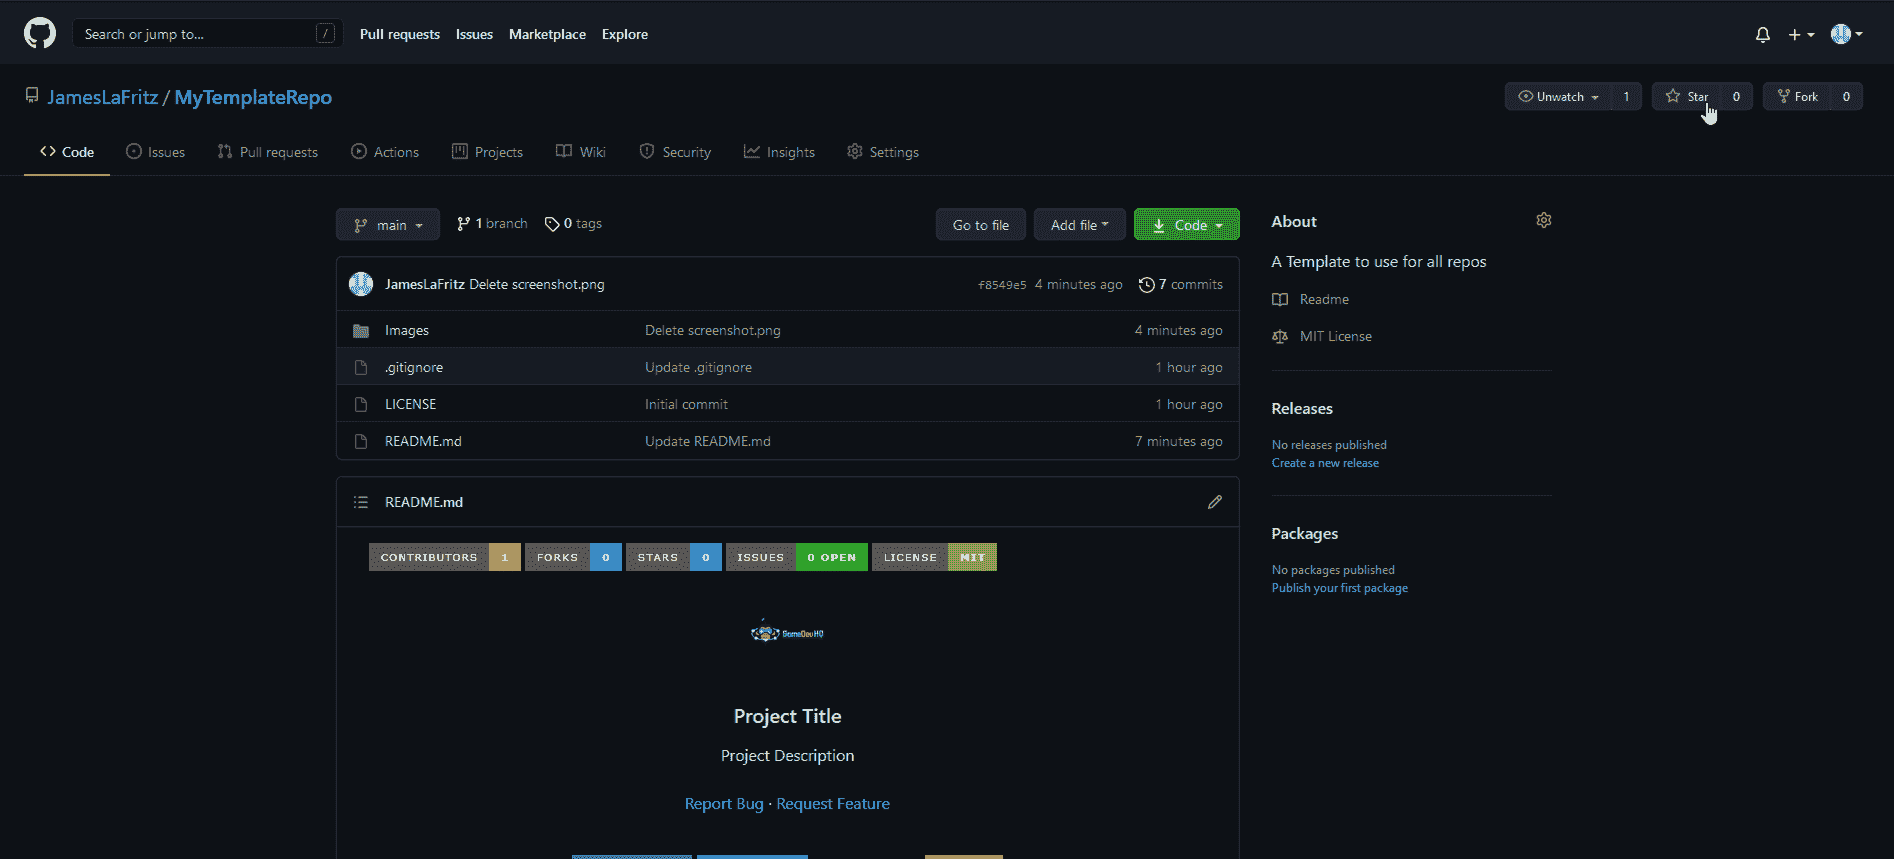 Search or jump to... / Pull requests Issues Marketplace Explore
JamesLaFritz / MyTemplateRepo Unwatch 1 Star 0 Fork 0
Code Issues Pull requests Actions Projects Wiki Security Insights Settings
main 1 branch 0 tags Go to file Add file Code
JamesLaFritz Delete screenshot.png f8549e5 4 minutes ago 7 commits
Images Delete screenshot.png 4 minutes ago
.gitignore Update .gitignore 1 hour ago
LICENSE Initial commit 1 hour ago
README.md Update README.md 7 minutes ago
About
A Template to use for all repos
Readme
MIT License
Releases
No releases published
Create a new release
Packages
No packages published
Publish your first package
README.md
CONTRIBUTORS 1 FORKS 0 STARS 0 ISSUES 0 OPEN LICENSE MIT
GameDevHQ
Project Title
Project Description
Report Bug · Request Feature